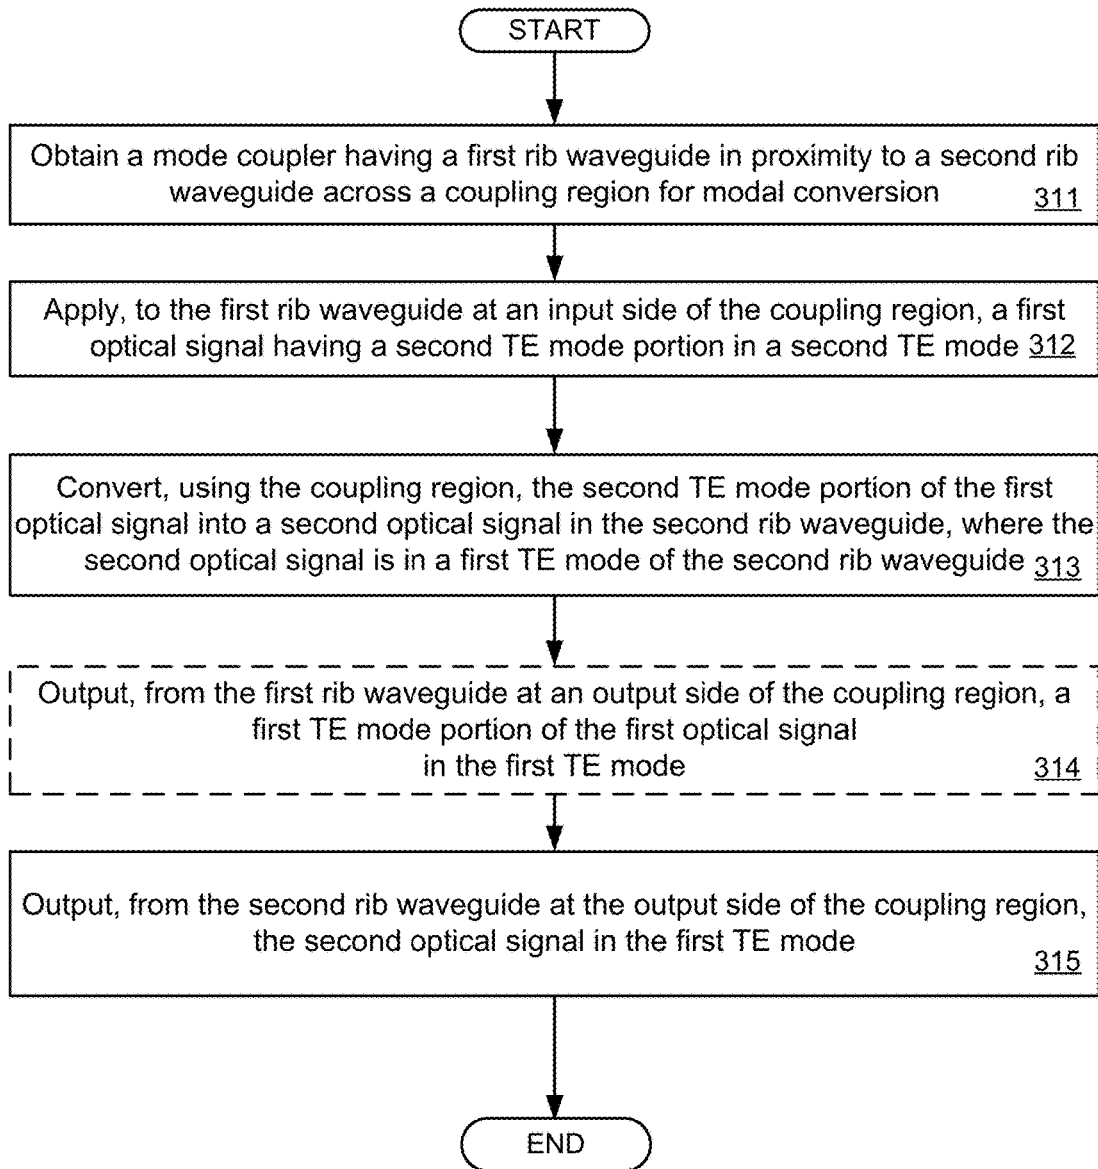 START
Obtain a mode coupler having a first rib waveguide in proximity to a second rib
waveguide across a coupling region for modal conversion
311
Apply, to the first rib waveguide at an input side of the coupling region, a first
optical signal having a second TE mode portion in a second TE mode 312
Convert, using the coupling region, the second TE mode portion of the first
optical signal into a second optical signal in the second rib waveguide, where the
second optical signal is in a first TE mode of the second rib waveguide 313
Output, from the first rib waveguide at an output side of the coupling region, a
first TE mode portion of the first optical signal
in the first TE mode
314
Output, from the second rib waveguide at the output side of the coupling region,
the second optical signal in the first TE mode
315
END